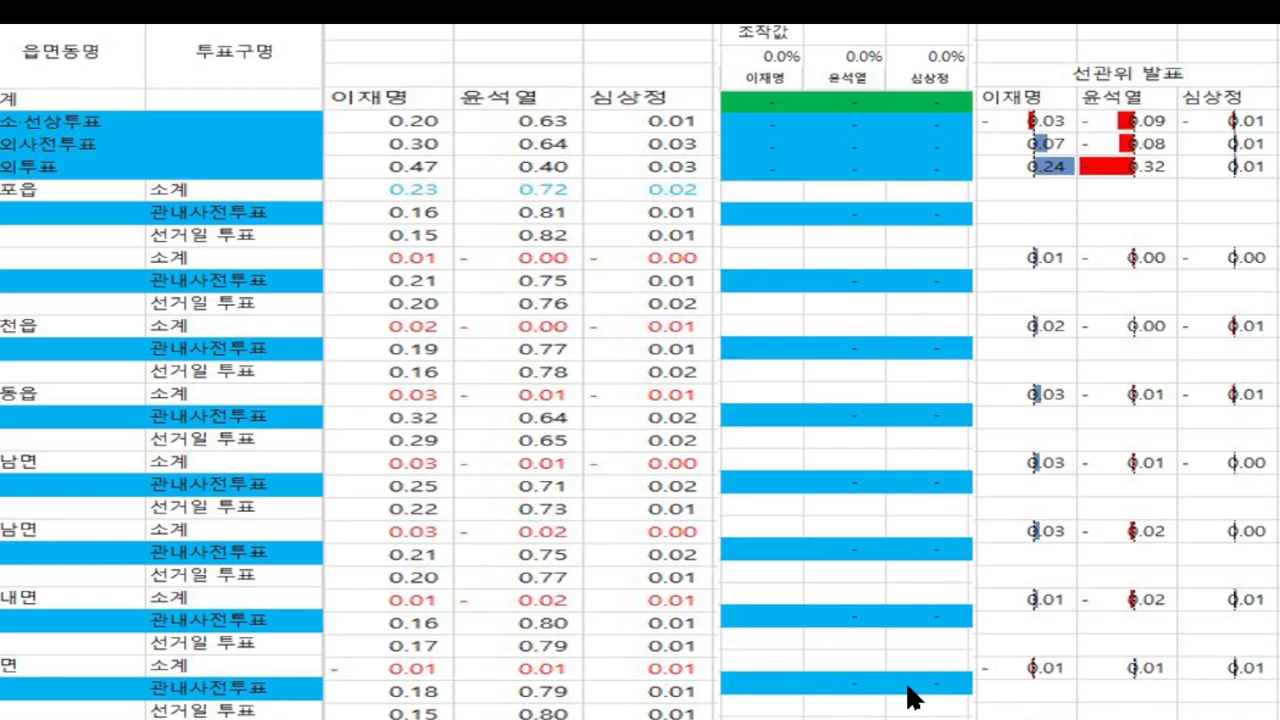 조작값
읍면동명 투표구명 0.0% 0.0% 0.0%
이재명 윤석열 심상정 선관위 발표
계 이재명 윤석열 심상정 - - - 이재명 윤석열 심상정
소·선상투표 0.20 0.63 0.01 - - - - 0.03 - 0.09 - 0.01
외사전투표 0.30 0.64 0.03 - - - 0.07 - 0.08 0.01
외투표 0.47 0.40 0.03 - - - 0.24 0.32 0.01
포읍 소계 0.23 0.72 0.02
관내사전투표 0.16 0.81 0.01 - -
선거일 투표 0.15 0.82 0.01
소계 0.01 - 0.00 - 0.00 0.01 - 0.00 - 0.00
관내사전투표 0.21 0.75 0.01 - -
선거일 투표 0.20 0.76 0.02
천읍 소계 0.02 - 0.00 - 0.01 0.02 - 0.00 - 0.01
관내사전투표 0.19 0.77 0.01 - -
선거일 투표 0.16 0.78 0.02
동읍 소계 0.03 - 0.01 - 0.01 0.03 - 0.01 - 0.01
관내사전투표 0.32 0.64 0.02 - -
선거일 투표 0.29 0.65 0.02
남면 소계 0.03 - 0.01 - 0.00 0.03 - 0.01 - 0.00
관내사전투표 0.25 0.71 0.02 - -
선거일 투표 0.22 0.73 0.01
남면 소계 0.03 - 0.02 0.00 0.03 - 0.02 0.00
관내사전투표 0.21 0.75 0.02 - -
선거일 투표 0.20 0.77 0.01
내면 소계 0.01 - 0.02 0.01 0.01 - 0.02 0.01
관내사전투표 0.16 0.80 0.01 - -
선거일 투표 0.17 0.79 0.01
면 소계 - 0.01 0.01 0.01 - 0.01 0.01 0.01
관내사전투표 0.18 0.79 0.01 - -
선거일 투표 0.15 0.80 0.01